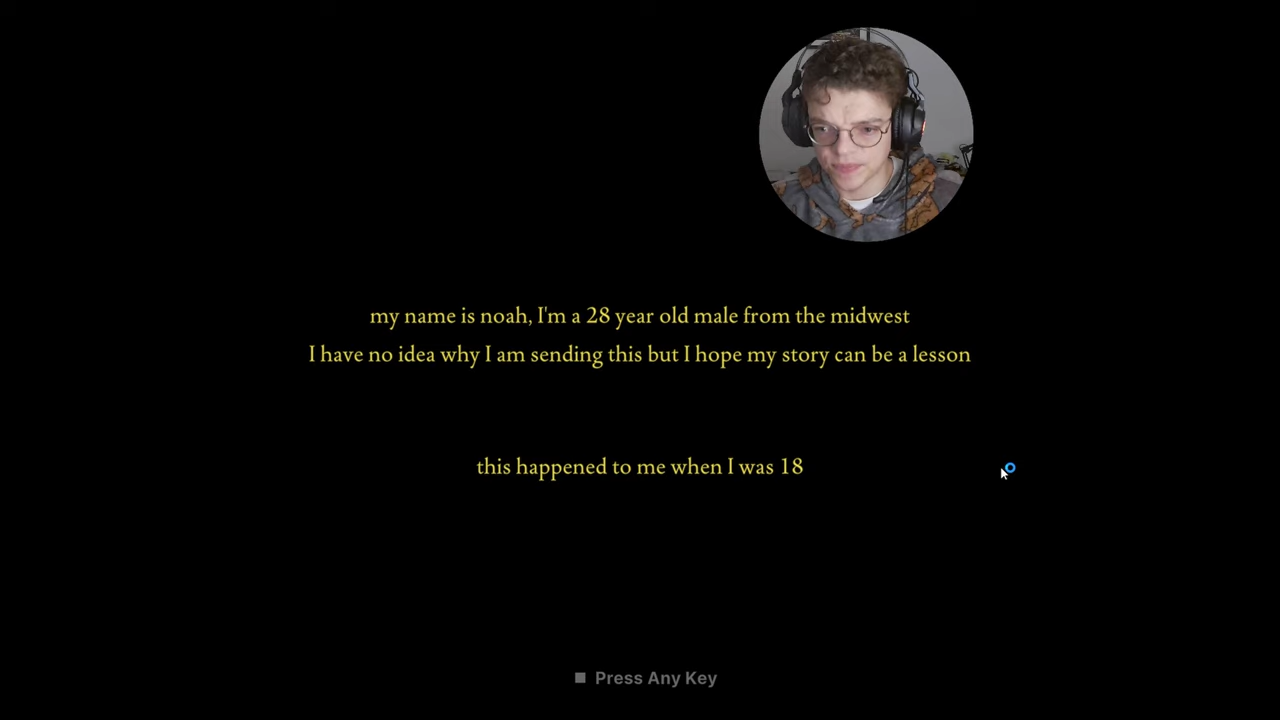 my name is noah, I'm a 28 year old male from the midwest
I have no idea why I am sending this but I hope my story can be a lesson
this happened to me when I was 18
Press Any Key